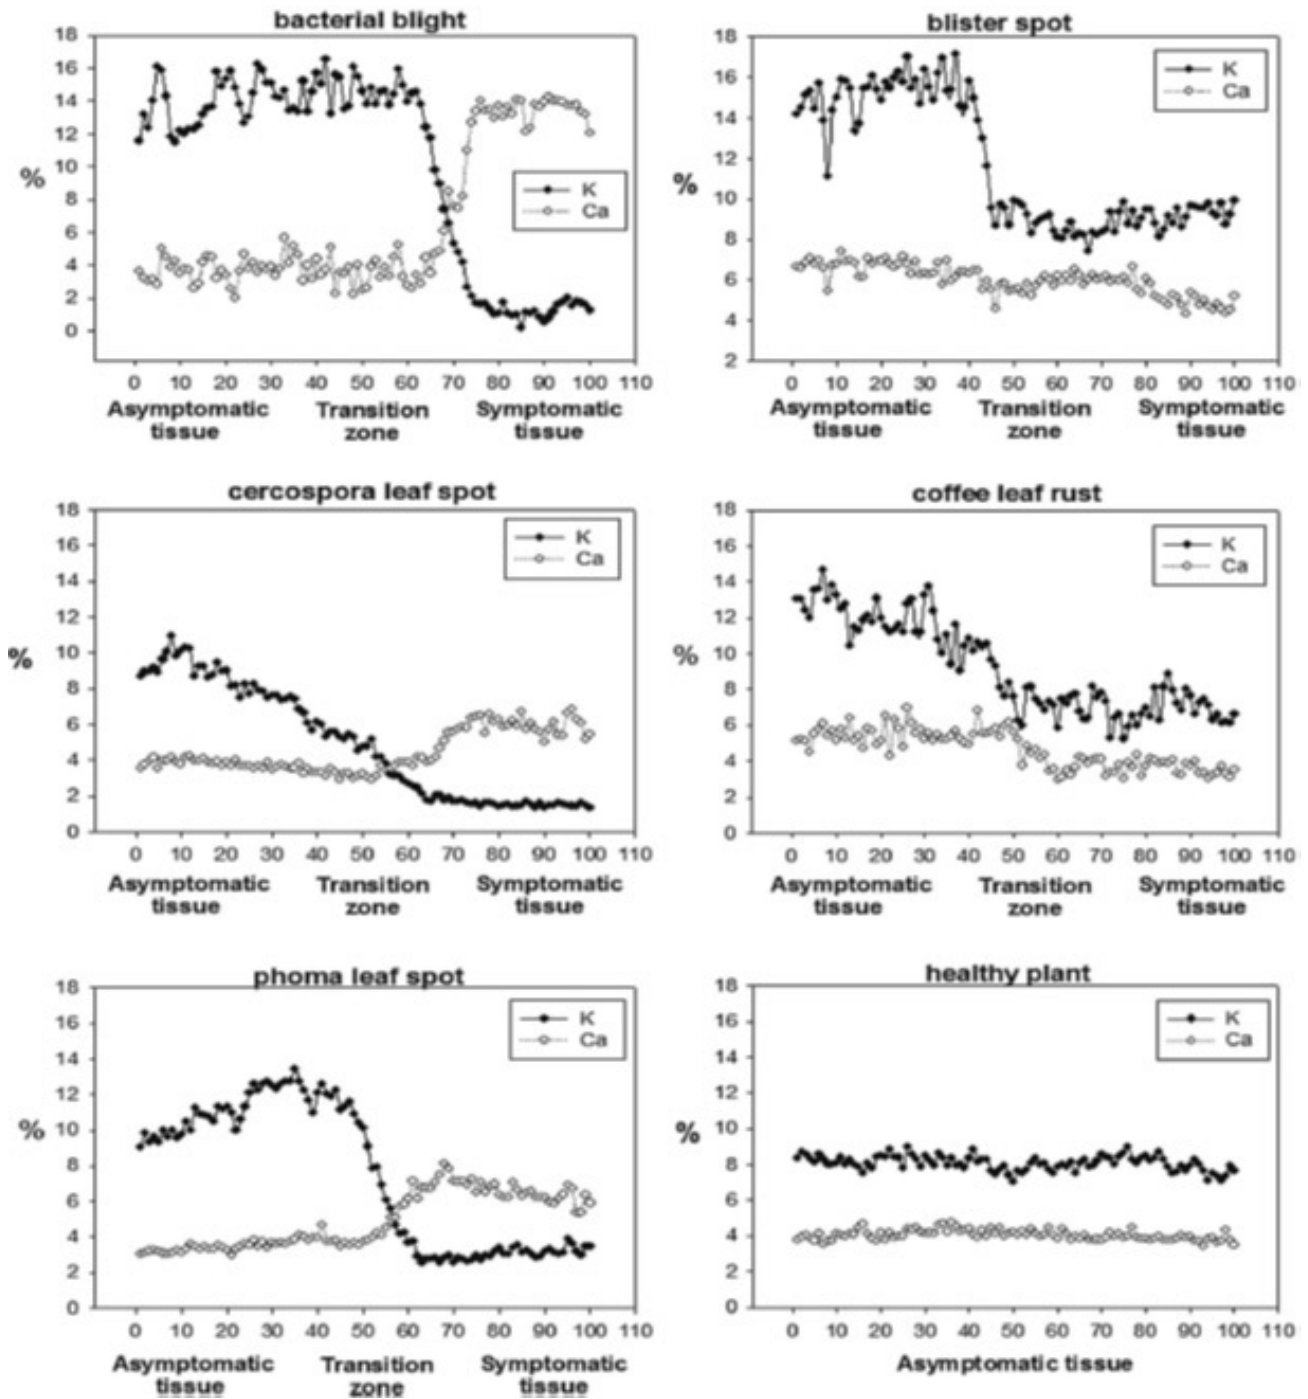 bacterial blight
18
16
14
12
10
8
6
4
2
0
%
K
Ca
0 10 20 30 40 50 60 70 80 90 100 110
Asymptomatic Transition Symptomatic
tissue zone tissue
blister spot
18
16
14
12
10
8
6
4
2
%
K
Ca
0 10 20 30 40 50 60 70 80 90 100 110
Asymptomatic Transition Symptomatic
tissue zone tissue
cercospora leaf spot
18
16
14
12
10
8
6
4
2
0
%
K
Ca
0 10 20 30 40 50 60 70 80 90 100 110
Asymptomatic Transition Symptomatic
tissue zone tissue
coffee leaf rust
18
16
14
12
10
8
6
4
2
0
%
K
Ca
0 10 20 30 40 50 60 70 80 90 100 110
Asymptomatic Transition Symptomatic
tissue zone tissue
phoma leaf spot
18
16
14
12
10
8
6
4
2
0
%
K
Ca
0 10 20 30 40 50 60 70 80 90 100 110
Asymptomatic Transition Symptomatic
tissue zone tissue
healthy plant
18
16
14
12
10
8
6
4
2
0
%
K
Ca
0 10 20 30 40 50 60 70 80 90 100 110
Asymptomatic tissue